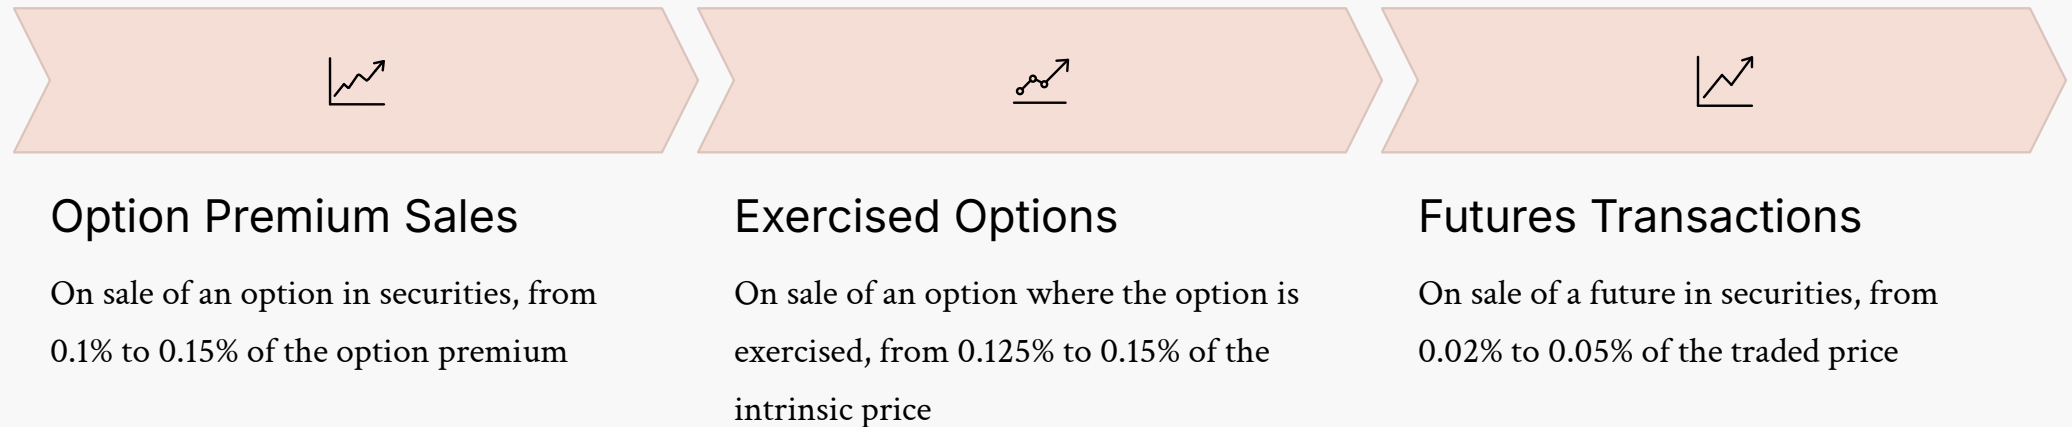 Option Premium Sales
On sale of an option in securities, from
0.1% to 0.15% of the option premium
Exercised Options
On sale of an option where the option is
exercised, from 0.125% to 0.15% of the
intrinsic price
Futures Transactions
On sale of a future in securities, from
0.02% to 0.05% of the traded price